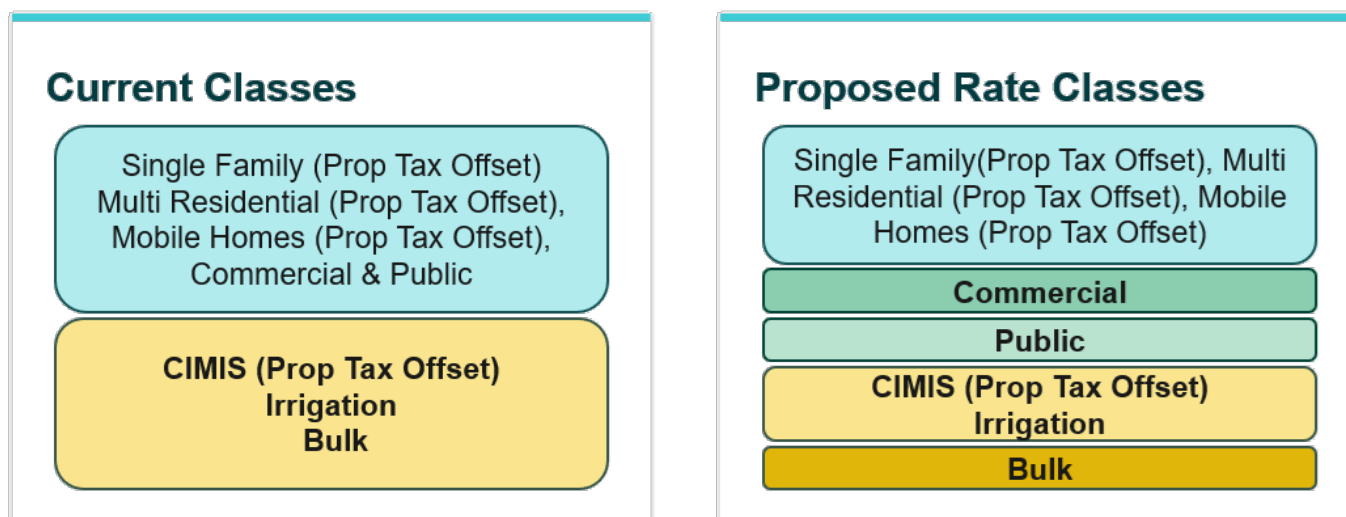 Current Classes
Single Family (Prop Tax Offset)
Multi Residential (Prop Tax Offset),
Mobile Homes (Prop Tax Offset),
Commercial & Public
CIMIS (Prop Tax Offset)
Irrigation
Bulk
Proposed Rate Classes
Single Family(Prop Tax Offset), Multi
Residential (Prop Tax Offset), Mobile
Homes (Prop Tax Offset)
Commercial
Public
CIMIS (Prop Tax Offset)
Irrigation
Bulk